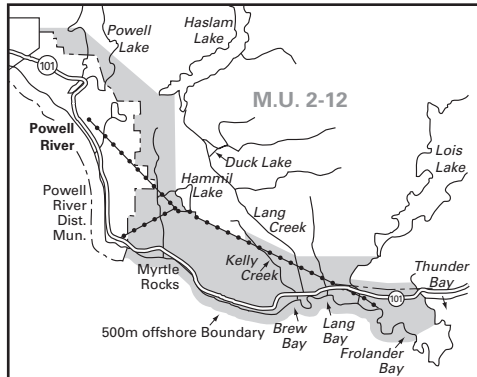 Powell
Lake
Haslam
Lake
101
M.U. 2-12
Powell
River
Duck Lake
Lois
Lake
Hammil
Lake
Powell
River
Dist.
Mun.
Lang
Creek
Kelly
Creek
Thunder
Bay
Myrtle
Rocks
101
500m offshore Boundary
Brew
Bay
Lang
Bay
Frolander
Bay